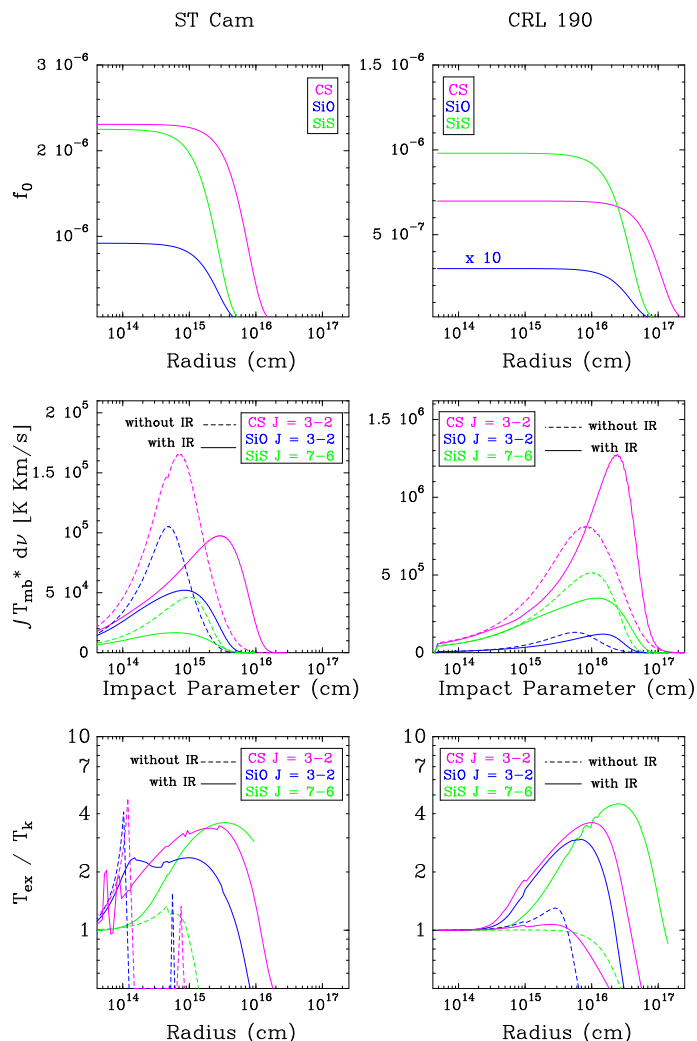 ST Cam CRL 190
3 10⁻⁶ 1.5 10⁻⁶
CS CS
SiO SiO
SiS SiS
2 10⁻⁶ 10⁻⁶
f₀
10⁻⁶ 5 10⁻⁷
x 10
10¹⁴ 10¹⁵ 10¹⁶ 10¹⁷ 10¹⁴ 10¹⁵ 10¹⁶ 10¹⁷
Radius (cm) Radius (cm)
2 10⁵ 1.5 10⁶
without IR CS J = 3-2 CS J = 3-2 without IR
with IR SiO J = 3-2 SiO J = 3-2 with IR
SiS J = 7-6 SiS J = 7-6
1.5 10⁵ 10⁶
∫T_mb* dν [K Km/s]
10⁵
5 10⁴ 5 10⁵
0 0
10¹⁴ 10¹⁵ 10¹⁶ 10¹⁷ 10¹⁴ 10¹⁵ 10¹⁶ 10¹⁷
Impact Parameter (cm) Impact Parameter (cm)
10 10
without IR CS J = 3-2 CS J = 3-2 without IR
7 7
with IR SiO J = 3-2 SiO J = 3-2 with IR
SiS J = 7-6 SiS J = 7-6
4 4
T_ex / T_k
2 2
1 1
10¹⁴ 10¹⁵ 10¹⁶ 10¹⁷ 10¹⁴ 10¹⁵ 10¹⁶ 10¹⁷
Radius (cm) Radius (cm)